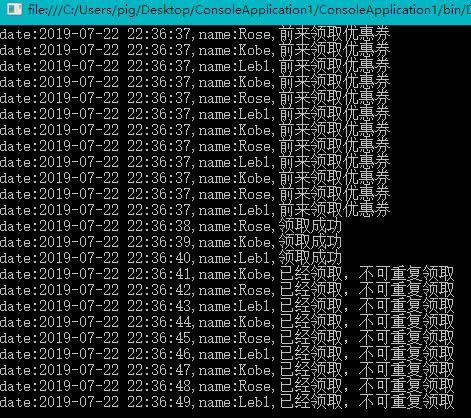 file:///C:/Users/pig/Desktop/ConsoleApplication1/ConsoleApplication1/bin/D
date:2019-07-22 22:36:37,name:Rose,前来领取优惠券
date:2019-07-22 22:36:37,name:Kobe,前来领取优惠券
date:2019-07-22 22:36:37,name:Leb1,前来领取优惠券
date:2019-07-22 22:36:37,name:Kobe,前来领取优惠券
date:2019-07-22 22:36:37,name:Rose,前来领取优惠券
date:2019-07-22 22:36:37,name:Leb1,前来领取优惠券
date:2019-07-22 22:36:37,name:Kobe,前来领取优惠券
date:2019-07-22 22:36:37,name:Rose,前来领取优惠券
date:2019-07-22 22:36:37,name:Leb1,前来领取优惠券
date:2019-07-22 22:36:37,name:Kobe,前来领取优惠券
date:2019-07-22 22:36:37,name:Rose,前来领取优惠券
date:2019-07-22 22:36:37,name:Leb1,前来领取优惠券
date:2019-07-22 22:36:38,name:Rose,领取成功
date:2019-07-22 22:36:39,name:Kobe,领取成功
date:2019-07-22 22:36:40,name:Leb1,领取成功
date:2019-07-22 22:36:41,name:Kobe,已经领取，不可重复领取
date:2019-07-22 22:36:42,name:Rose,已经领取，不可重复领取
date:2019-07-22 22:36:43,name:Leb1,已经领取，不可重复领取
date:2019-07-22 22:36:44,name:Kobe,已经领取，不可重复领取
date:2019-07-22 22:36:45,name:Rose,已经领取，不可重复领取
date:2019-07-22 22:36:46,name:Leb1,已经领取，不可重复领取
date:2019-07-22 22:36:47,name:Kobe,已经领取，不可重复领取
date:2019-07-22 22:36:48,name:Rose,已经领取，不可重复领取
date:2019-07-22 22:36:49,name:Leb1,已经领取，不可重复领取